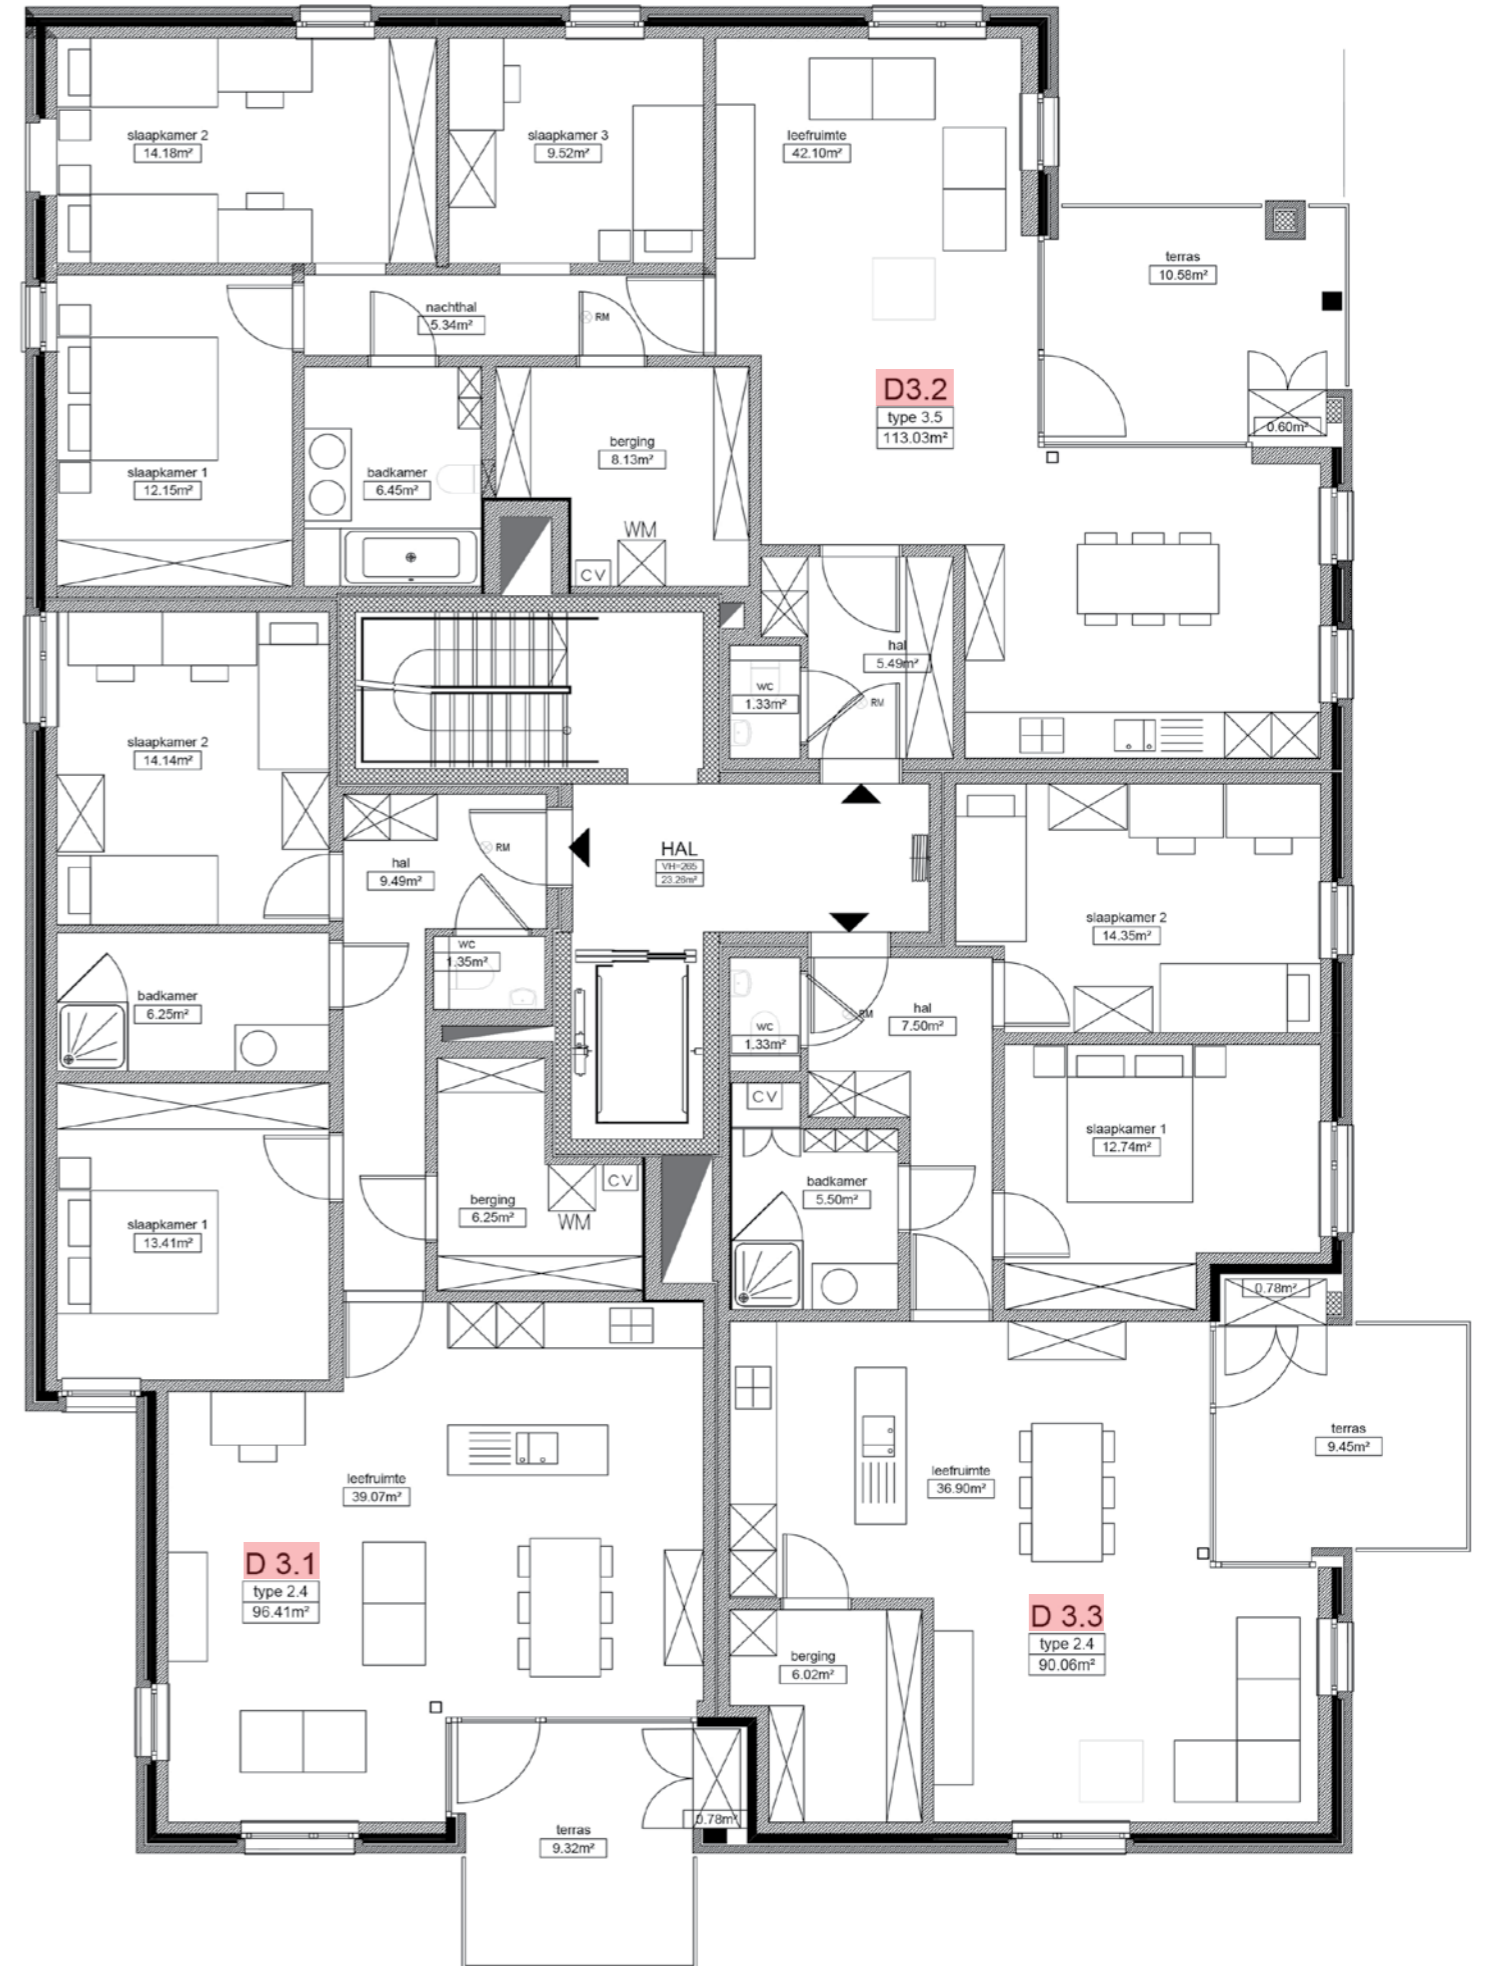 slaapkamer 2
14.18m²
slaapkamer 3
9.52m²
leefruimte
42.10m²
terras
10.58m²
nachthal
5.34m²
RM
D3.2
type 3.5
113.03m²
0.60m²
slaapkamer 1
12.15m²
badkamer
6.45m²
berging
8.13m²
WM
CV
hal
5.49m²
wc
1.33m²
RM
slaapkamer 2
14.14m²
hal
9.49m²
RM
HAL
VH=265
23.26m²
wc
1.35m²
slaapkamer 2
14.35m²
badkamer
6.25m²
wc
1.33m²
RM
hal
7.50m²
CV
slaapkamer 1
12.74m²
badkamer
5.50m²
slaapkamer 1
13.41m²
berging
6.25m²
CV
WM
0.78m²
leefruimte
39.07m²
leefruimte
36.90m²
terras
9.45m²
D 3.1
type 2.4
96.41m²
D 3.3
type 2.4
90.06m²
berging
6.02m²
0.78m²
terras
9.32m²